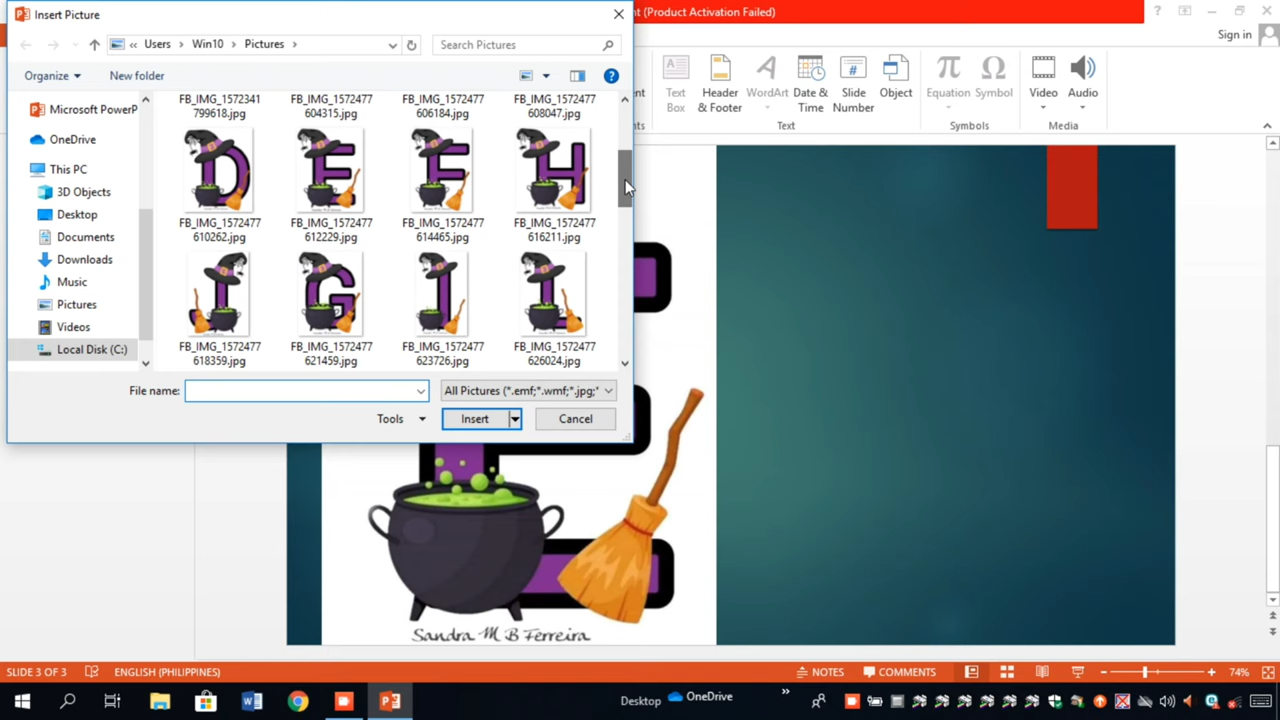 Insert Picture
ent (Product Activation Failed)
Sign in
Users
Win10
Pictures
Search Pictures
Organize
New folder
Text Box
Header & Footer
WordArt
Date & Time
Slide Number
Object
Equation
Symbol
Video
Audio
nt
nts
Text
Symbols
Media
Microsoft PowerP
OneDrive
This PC
3D Objects
Desktop
Documents
Downloads
Music
Pictures
Videos
Local Disk (C:)
FB_IMG_1572341
799618.jpg
FB_IMG_1572477
604315.jpg
FB_IMG_1572477
606184.jpg
FB_IMG_1572477
608047.jpg
D
E
F
H
FB_IMG_1572477
610262.jpg
FB_IMG_1572477
612229.jpg
FB_IMG_1572477
614465.jpg
FB_IMG_1572477
616211.jpg
J
G
I
L
FB_IMG_1572477
618359.jpg
FB_IMG_1572477
621459.jpg
FB_IMG_1572477
623726.jpg
FB_IMG_1572477
626024.jpg
File name:
All Pictures (*.emf;*.wmf;*.jpg;*
Tools
Insert
Cancel
Sandra M B Ferreira
SLIDE 3 OF 3
ENGLISH (PHILIPPINES)
NOTES
COMMENTS
74%
Desktop
OneDrive